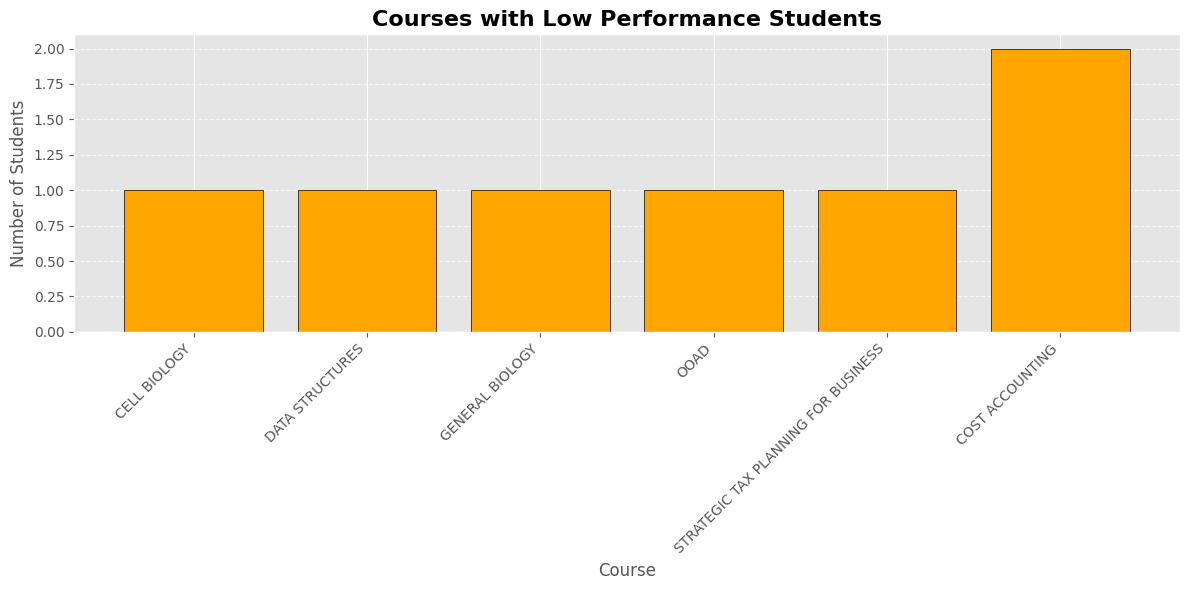 Courses with Low Performance Students
Number of Students
2.00
1.75
1.50
1.25
1.00
0.75
0.50
0.25
0.00
CELL BIOLOGY
DATA STRUCTURES
GENERAL BIOLOGY
OOAD
STRATEGIC TAX PLANNING FOR BUSINESS
COST ACCOUNTING
Course